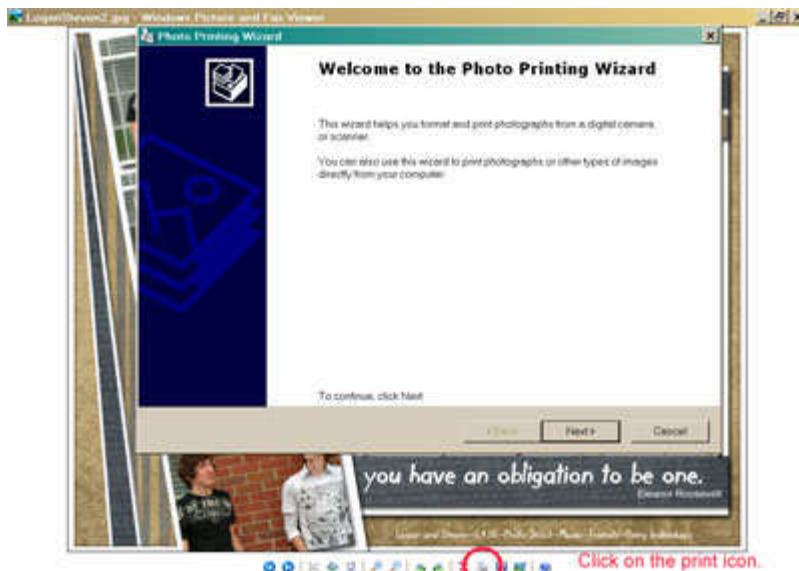 LoganSteven2.jpg - Windows Picture and Fax Viewer
Photo Printing Wizard
Welcome to the Photo Printing Wizard
This wizard helps you format and print photographs from a digital camera
or scanner.
You can also use this wizard to print photographs or other types of images
directly from your computer.
To continue, click Next
< Back
Next >
Cancel
you have an obligation to be one.
Eleanor Roosevelt
Click on the print icon.